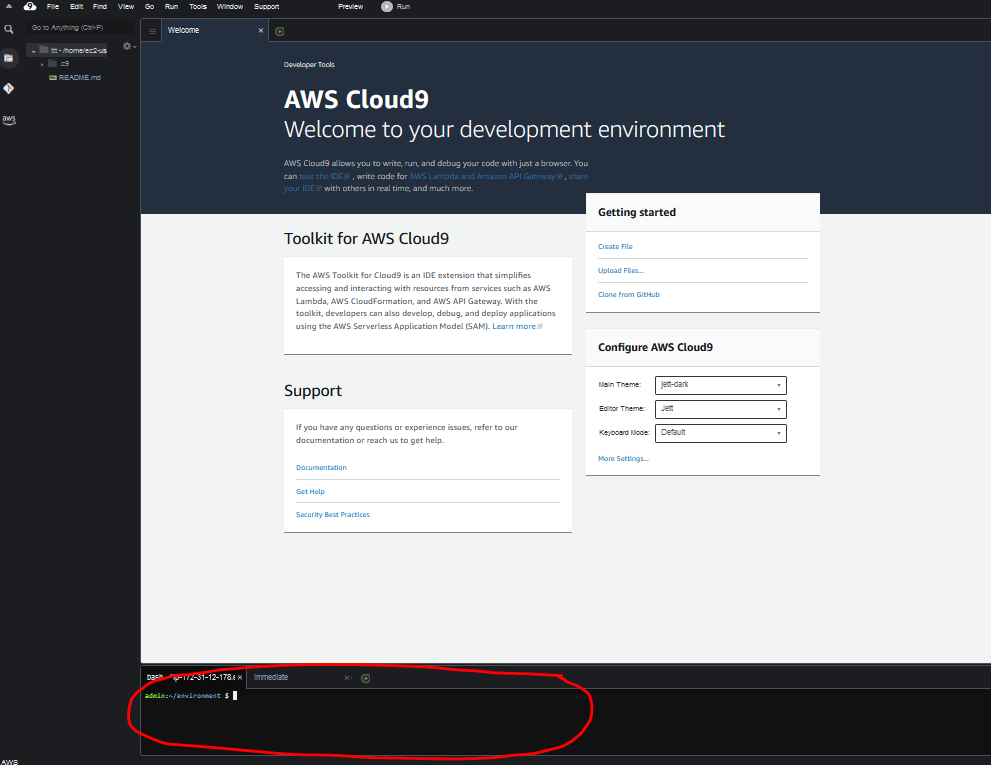 File Edit Find View Go Run Tools Window Support Preview Run
Go to Anything (Ctrl-P)
Welcome
ttt - /home/ec2-us
.c9
README.md
aws
Developer Tools
AWS Cloud9
Welcome to your development environment
AWS Cloud9 allows you to write, run, and debug your code with just a browser. You
can tour the IDE, write code for AWS Lambda and Amazon API Gateway, share
your IDE with others in real time, and much more.
Getting started
Create File
Upload Files...
Clone from GitHub
Toolkit for AWS Cloud9
The AWS Toolkit for Cloud9 is an IDE extension that simplifies
accessing and interacting with resources from services such as AWS
Lambda, AWS CloudFormation, and AWS API Gateway. With the
toolkit, developers can also develop, debug, and deploy applications
using the AWS Serverless Application Model (SAM). Learn more
Configure AWS Cloud9
Main Theme: jett-dark
Editor Theme: Jett
Keyboard Mode: Default
More Settings...
Support
If you have any questions or experience issues, refer to our
documentation or reach us to get help.
Documentation
Get Help
Security Best Practices
bash - "ip-172-31-12-178.e Immediate
admin:~/environment $
AWS